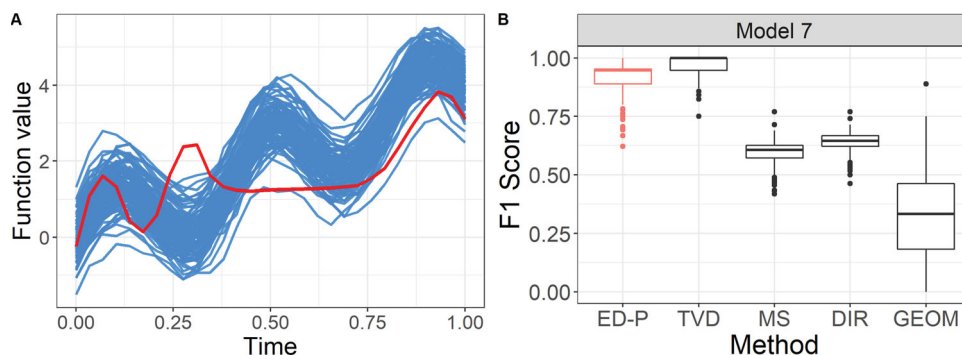 A
Function value
4
2
0
0.00 0.25 0.50 0.75 1.00
Time
B
Model 7
F1 Score
1.00
0.75
0.50
0.25
0.00
ED-P TVD MS DIR GEOM
Method